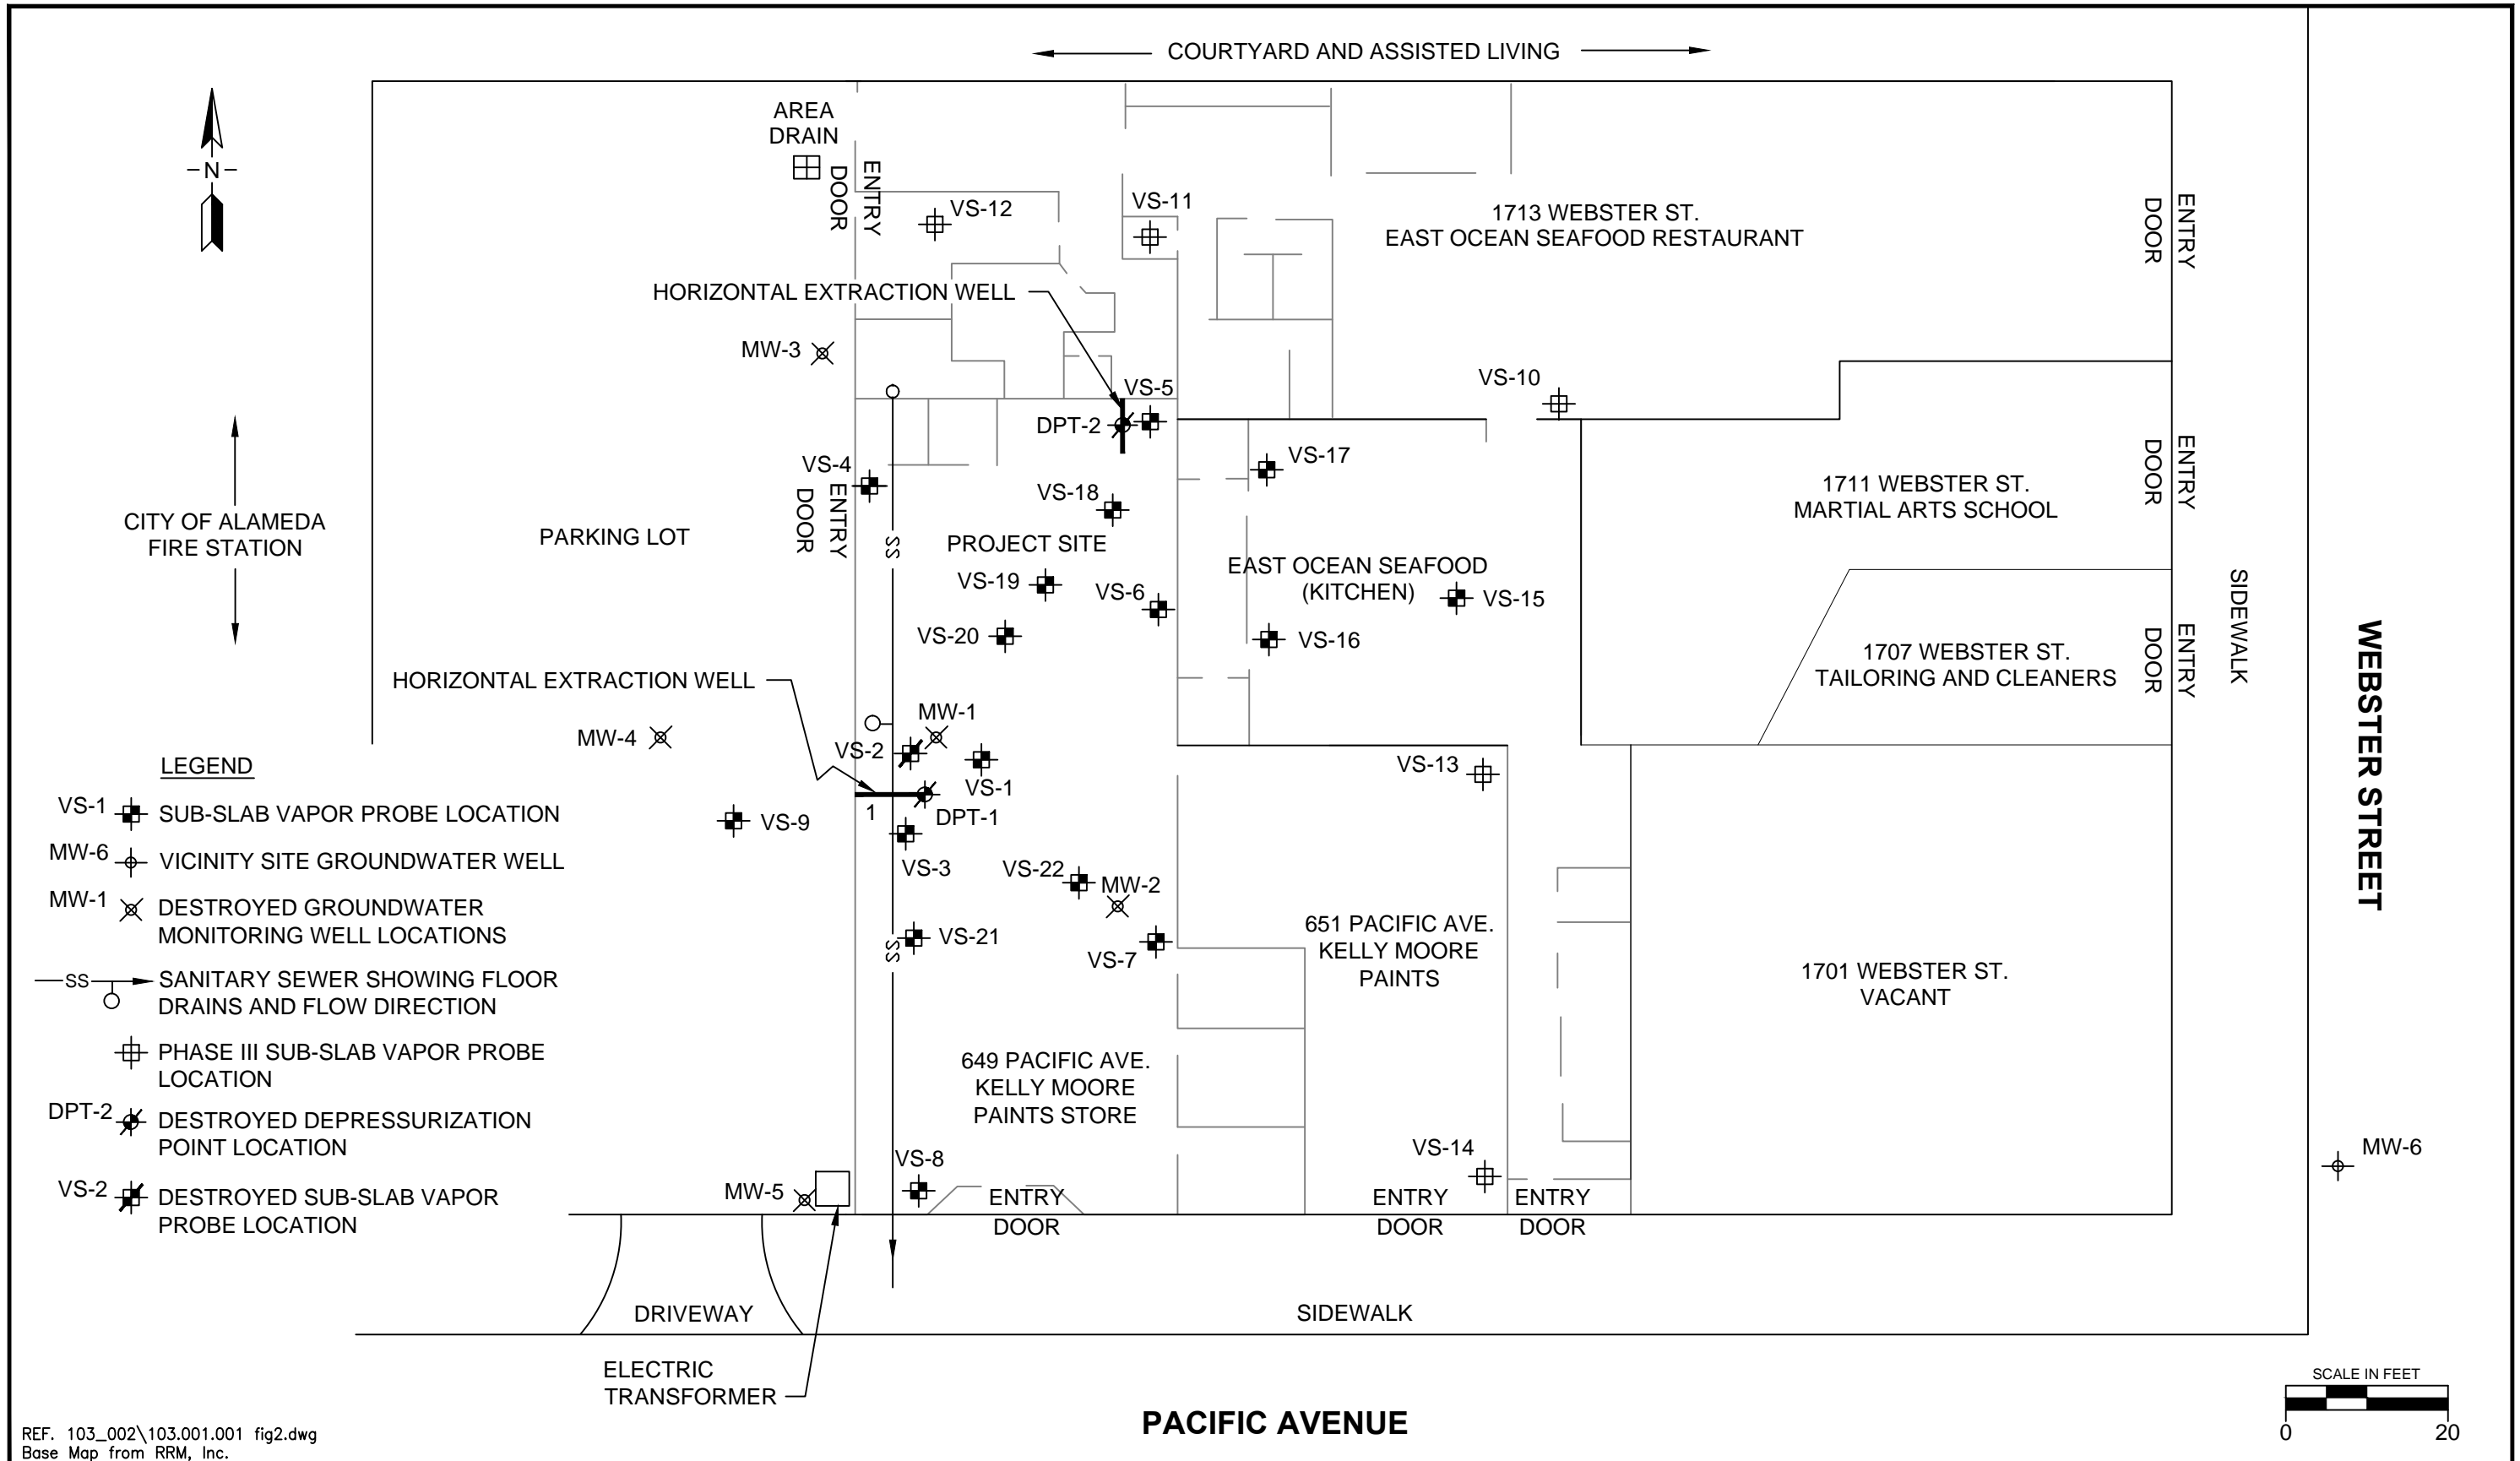 COURTYARD AND ASSISTED LIVING
AREA
DRAIN
ENTRY
DOOR
N
VS-12
VS-11
1713 WEBSTER ST.
EAST OCEAN SEAFOOD RESTAURANT
ENTRY
DOOR
HORIZONTAL EXTRACTION WELL
MW-3
VS-5
VS-10
DPT-2
VS-4
ENTRY
DOOR
VS-17
VS-18
1711 WEBSTER ST.
MARTIAL ARTS SCHOOL
ENTRY
DOOR
CITY OF ALAMEDA
FIRE STATION
PARKING LOT
SS
PROJECT SITE
VS-19
VS-6
EAST OCEAN SEAFOOD
(KITCHEN)
VS-15
VS-20
VS-16
1707 WEBSTER ST.
TAILORING AND CLEANERS
ENTRY
DOOR
SIDEWALK
WEBSTER STREET
HORIZONTAL EXTRACTION WELL
MW-1
MW-4
VS-2
VS-1
VS-13
1
DPT-1
VS-9
VS-3
VS-22
MW-2
VS-21
SS
VS-7
651 PACIFIC AVE.
KELLY MOORE
PAINTS
1701 WEBSTER ST.
VACANT
649 PACIFIC AVE.
KELLY MOORE
PAINTS STORE
VS-14
MW-6
VS-8
MW-5
ENTRY
DOOR
ENTRY
DOOR
ENTRY
DOOR
LEGEND
VS-1 SUB-SLAB VAPOR PROBE LOCATION
MW-6 VICINITY SITE GROUNDWATER WELL
MW-1 DESTROYED GROUNDWATER
MONITORING WELL LOCATIONS
SS SANITARY SEWER SHOWING FLOOR
DRAINS AND FLOW DIRECTION
PHASE III SUB-SLAB VAPOR PROBE
LOCATION
DPT-2 DESTROYED DEPRESSURIZATION
POINT LOCATION
VS-2 DESTROYED SUB-SLAB VAPOR
PROBE LOCATION
DRIVEWAY
SIDEWALK
ELECTRIC
TRANSFORMER
PACIFIC AVENUE
SCALE IN FEET
0 20
REF. 103_002\103.001.001 fig2.dwg
Base Map from RRM, Inc.